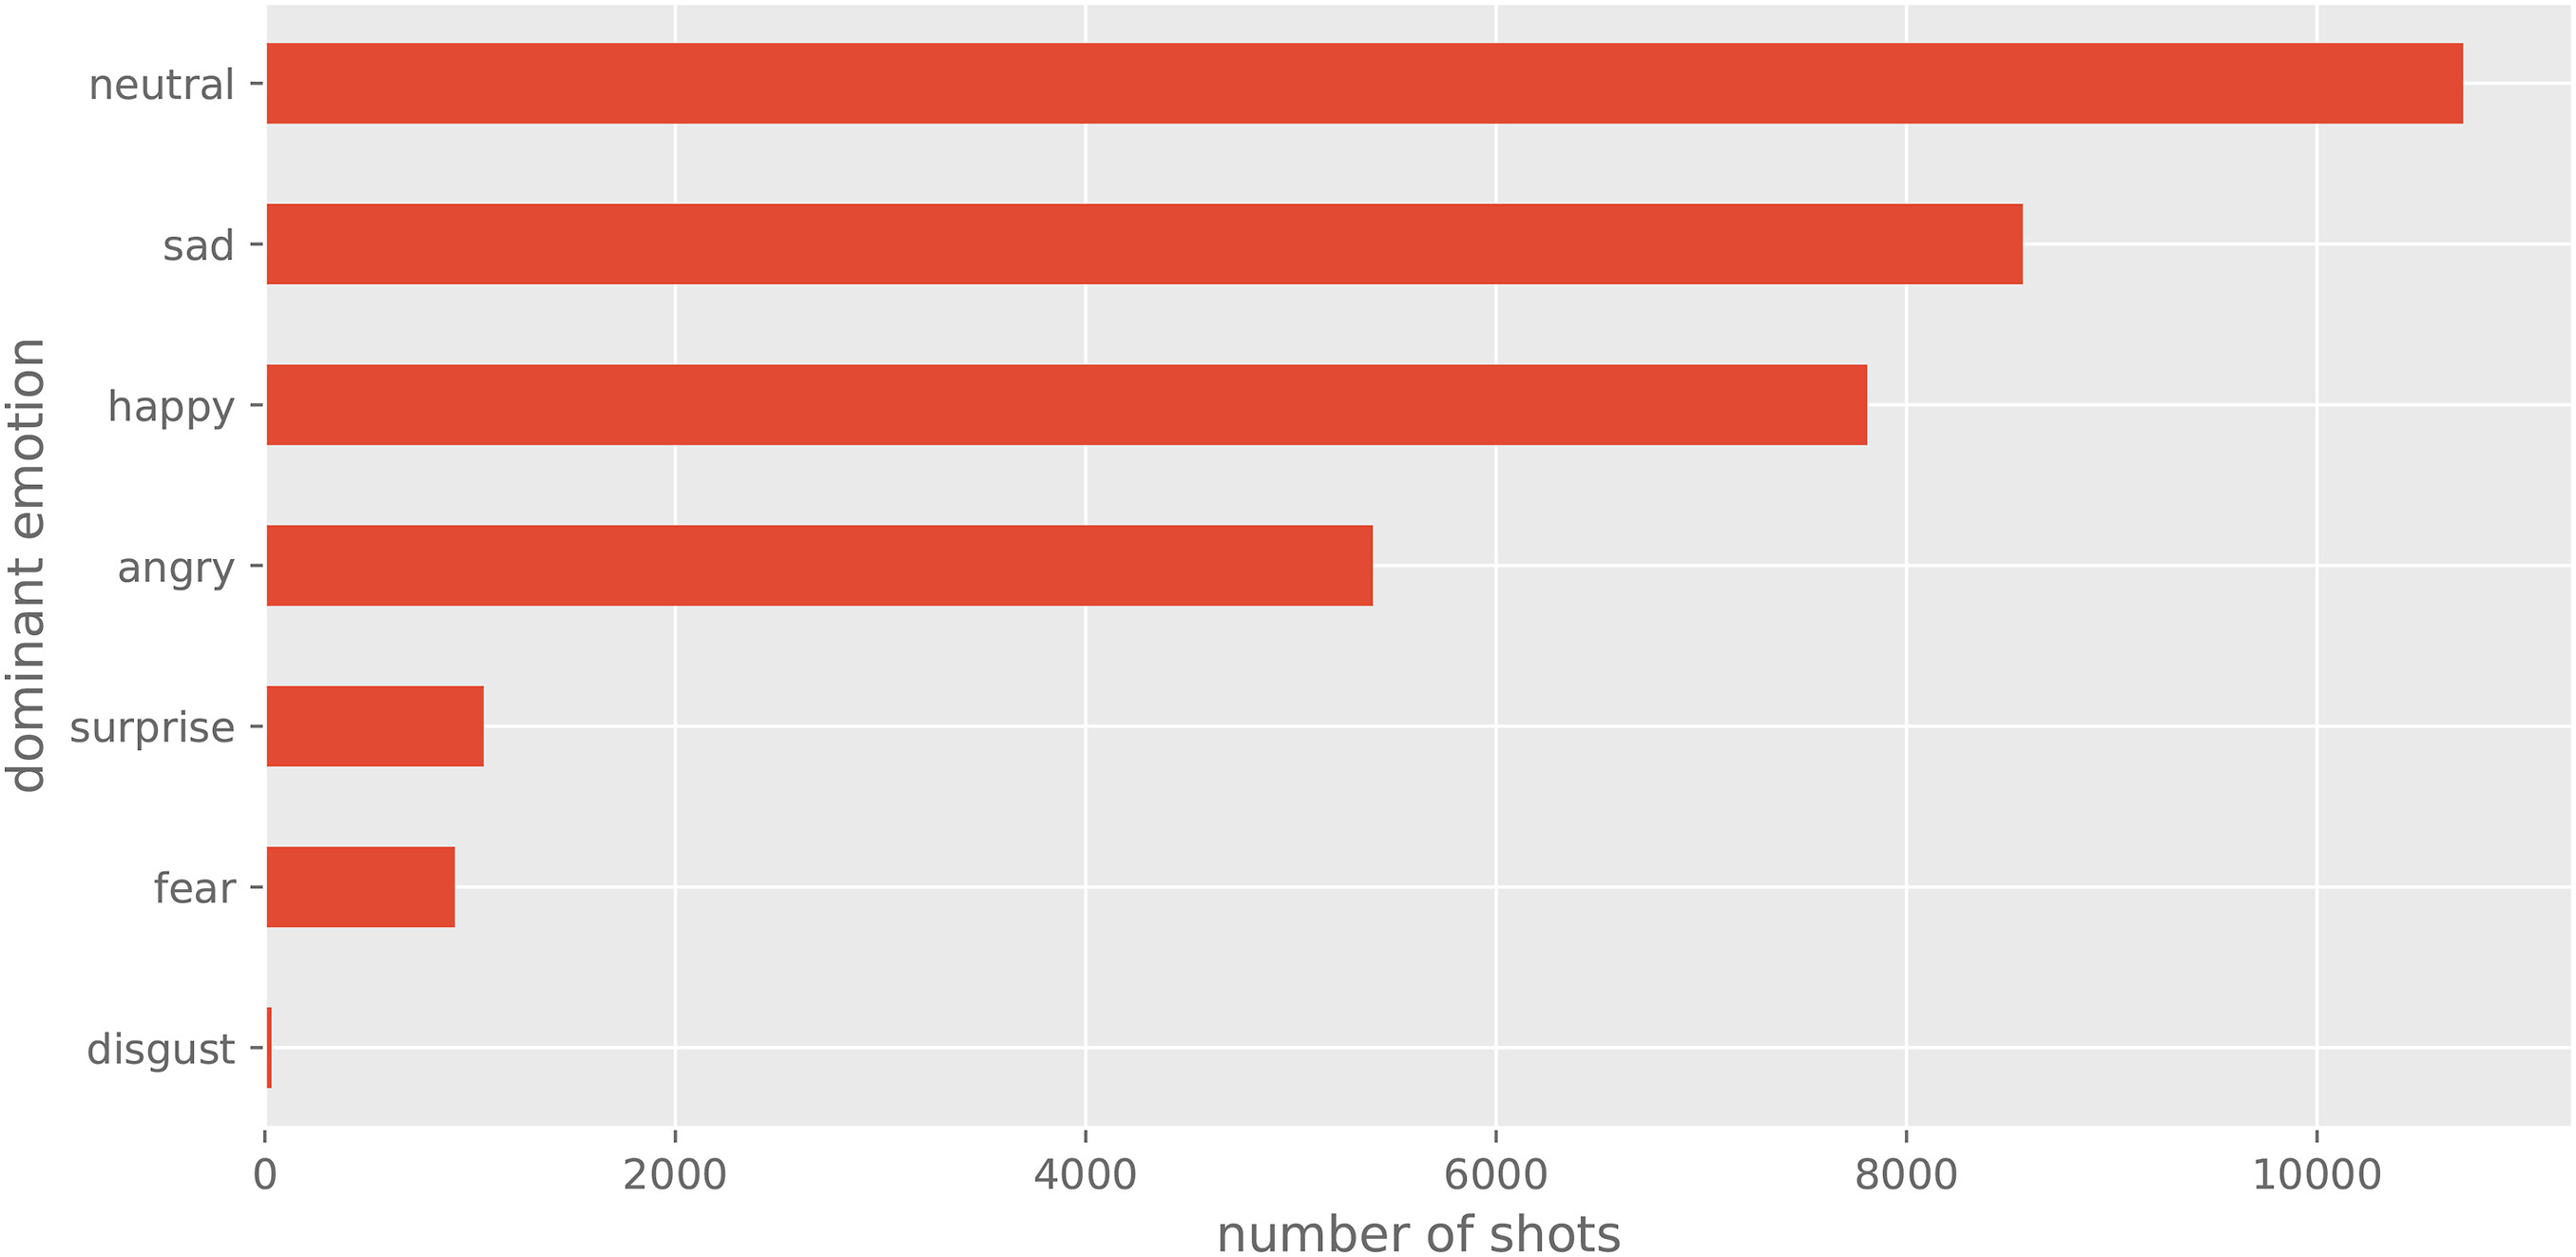 neutral
sad
happy
angry
surprise
fear
disgust
dominant emotion
0 2000 4000 6000 8000 10000
number of shots